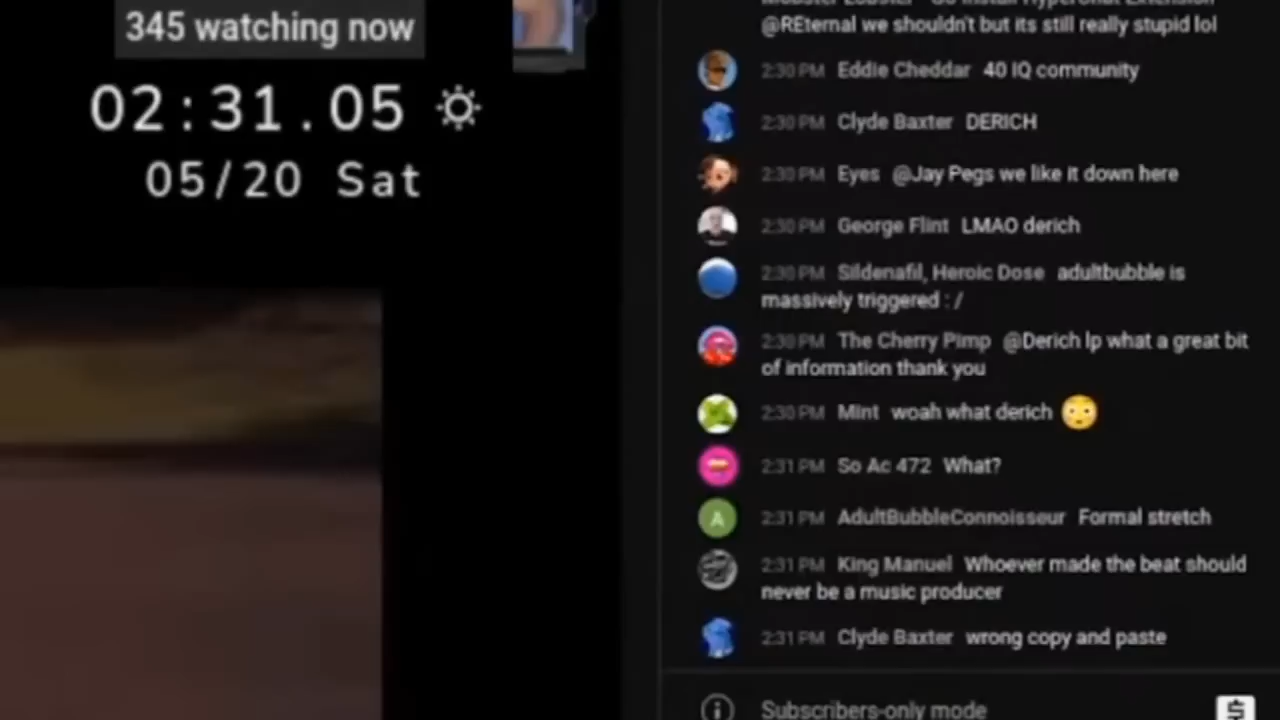 345 watching now
02:31.05
05/20 Sat
@REternal we shouldn't but its still really stupid lol
2:30 PM Eddie Cheddar 40 IQ community
2:30 PM Clyde Baxter DERICH
2:30 PM Eyes @Jay Pegs we like it down here
2:30 PM George Flint LMAO derich
2:30 PM Sildenafil, Heroic Dose adultbubble is
massively triggered : /
2:30 PM The Cherry Pimp @Derich lp what a great bit
of information thank you
2:30 PM Mint woah what derich 😳
2:31 PM So Ac 472 What?
A 2:31 PM AdultBubbleConnoisseur Formal stretch
2:31 PM King Manuel Whoever made the beat should
never be a music producer
2:31 PM Clyde Baxter wrong copy and paste
Subscribers-only mode